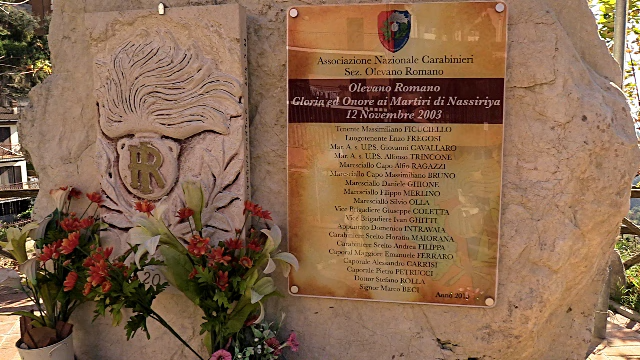 Associazione Nazionale Carabinieri
Sez. Olevano Romano
Olevano Romano
Gloria ed Onore ai Martiri di Nassiriya
12 Novembre 2003
Tenente Massimiliano FICUCIELLO
Luogotenente Enzo FREGOSI
Mar. A. s. U.P.S. Giovanni CAVALLARO
Mar. A. s. U.P.S. Alfonso TRINCONE
Maresciallo Capo Alfio RAGAZZI
Maresciallo Capo Massimiliano BRUNO
Maresciallo Daniele GHIONE
Maresciallo Filippo MERLINO
Maresciallo Silvio OLLA
Vice Brigadiere Giuseppe COLETTA
Vice Brigadiere Ivan GHITTI
Appuntato Domenico INTRAVAIA
Carabiniere Scelto Horatio MAIORANA
Carabiniere Scelto Andrea FILIPPA
Caporal Maggiore Emanuele FERRARO
Caporale Alessandro CARRISI
Caporale Pietro PETRUCCI
Dottor Stefano ROLLA
Signor Marco BECI
Anno 2013
RI